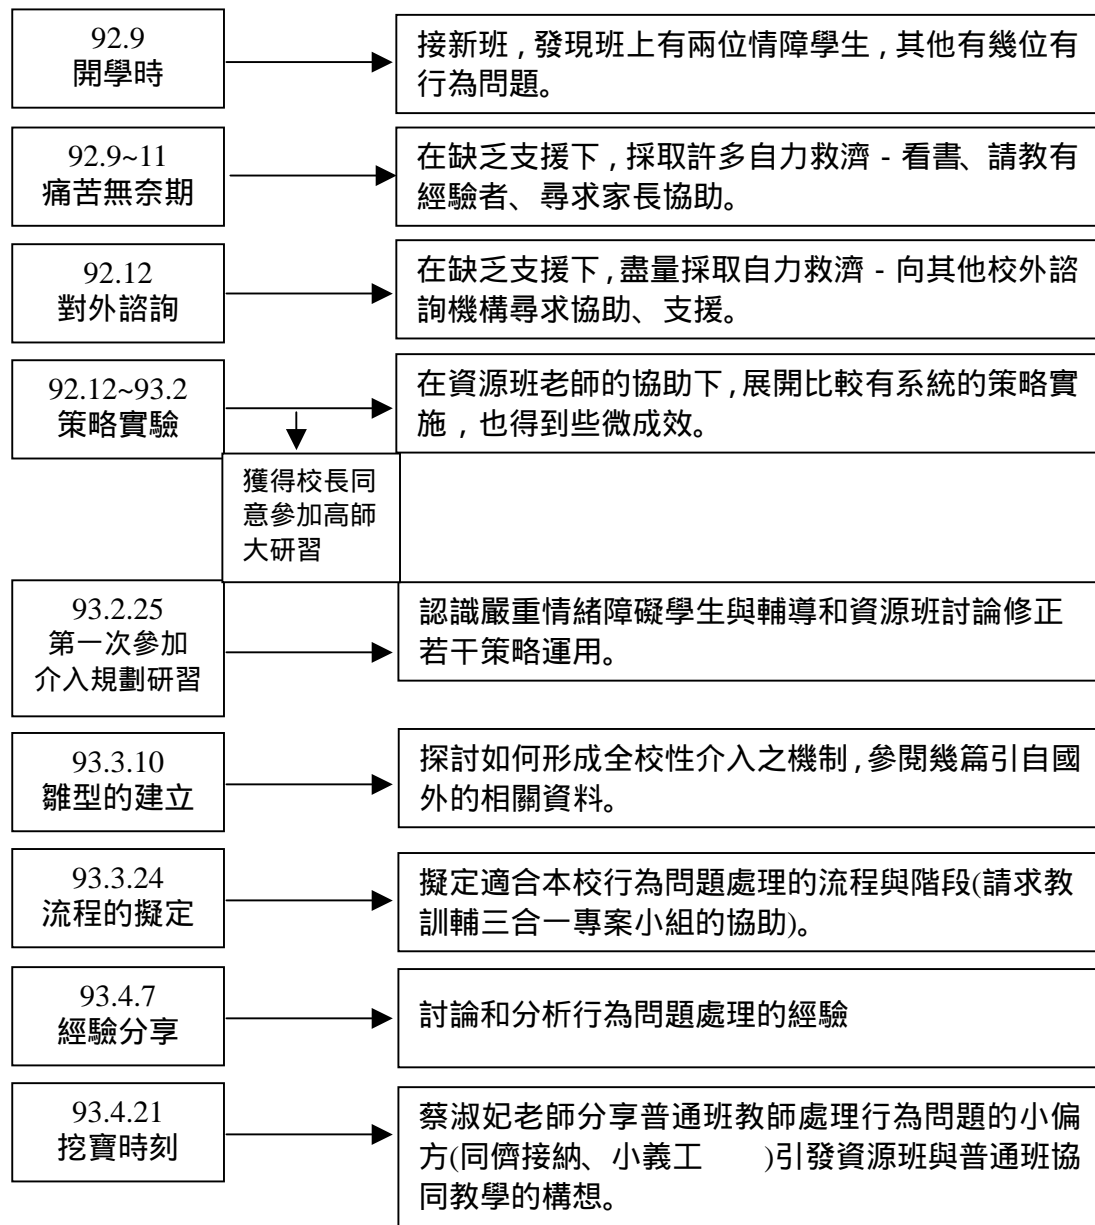 92.9
開學時
接新班,發現班上有兩位情障學生,其他有幾位有
行為問題。
92.9~11
痛苦無奈期
在缺乏支援下,採取許多自力救濟 - 看書、請教有
經驗者、尋求家長協助。
92.12
對外諮詢
在缺乏支援下,盡量採取自力救濟 - 向其他校外諮
詢機構尋求協助、支援。
92.12~93.2
策略實驗
在資源班老師的協助下,展開比較有系統的策略實
施,也得到些微成效。
獲得校長同
意參加高師
大研習
93.2.25
第一次參加
介入規劃研習
認識嚴重情緒障礙學生與輔導和資源班討論修正
若干策略運用。
93.3.10
雛型的建立
探討如何形成全校性介入之機制,參閱幾篇引自國
外的相關資料。
93.3.24
流程的擬定
擬定適合本校行為問題處理的流程與階段(請求教
訓輔三合一專案小組的協助)。
93.4.7
經驗分享
討論和分析行為問題處理的經驗
93.4.21
挖寶時刻
蔡淑妃老師分享普通班教師處理行為問題的小偏
方(同儕接納、小義工    )引發資源班與普通班協
同教學的構想。